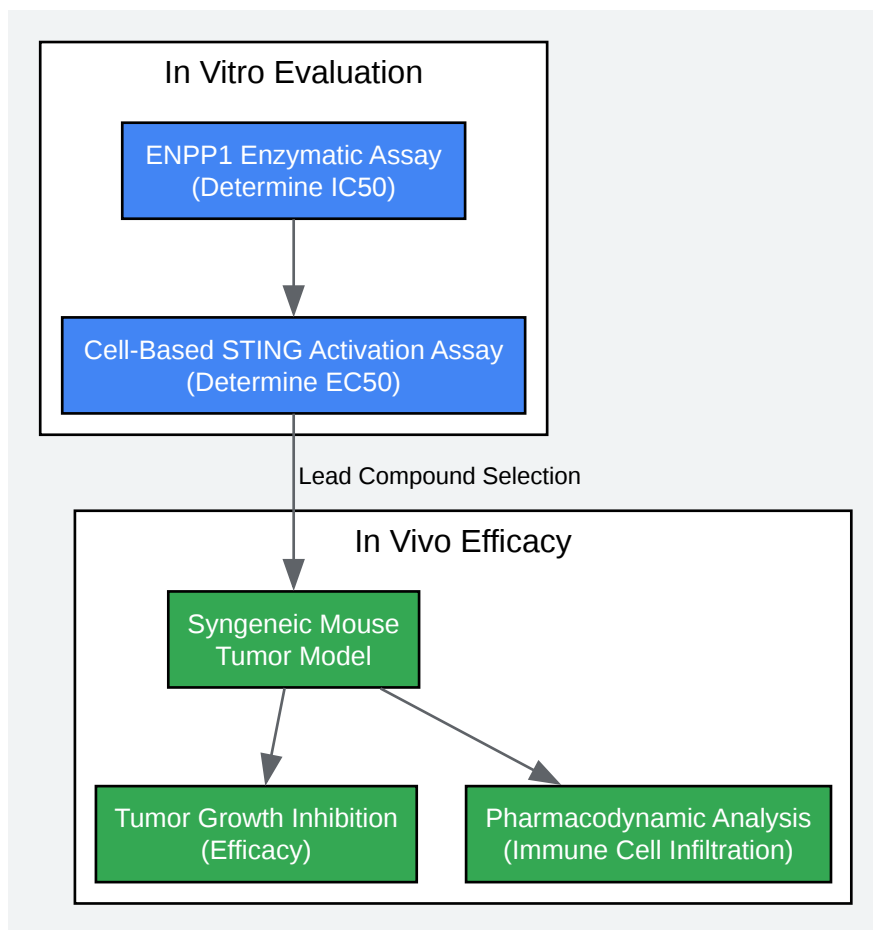 In Vitro Evaluation
ENPP1 Enzymatic Assay
(Determine IC50)
Cell-Based STING Activation Assay
(Determine EC50)
Lead Compound Selection
In Vivo Efficacy
Syngeneic Mouse
Tumor Model
Tumor Growth Inhibition
(Efficacy)
Pharmacodynamic Analysis
(Immune Cell Infiltration)